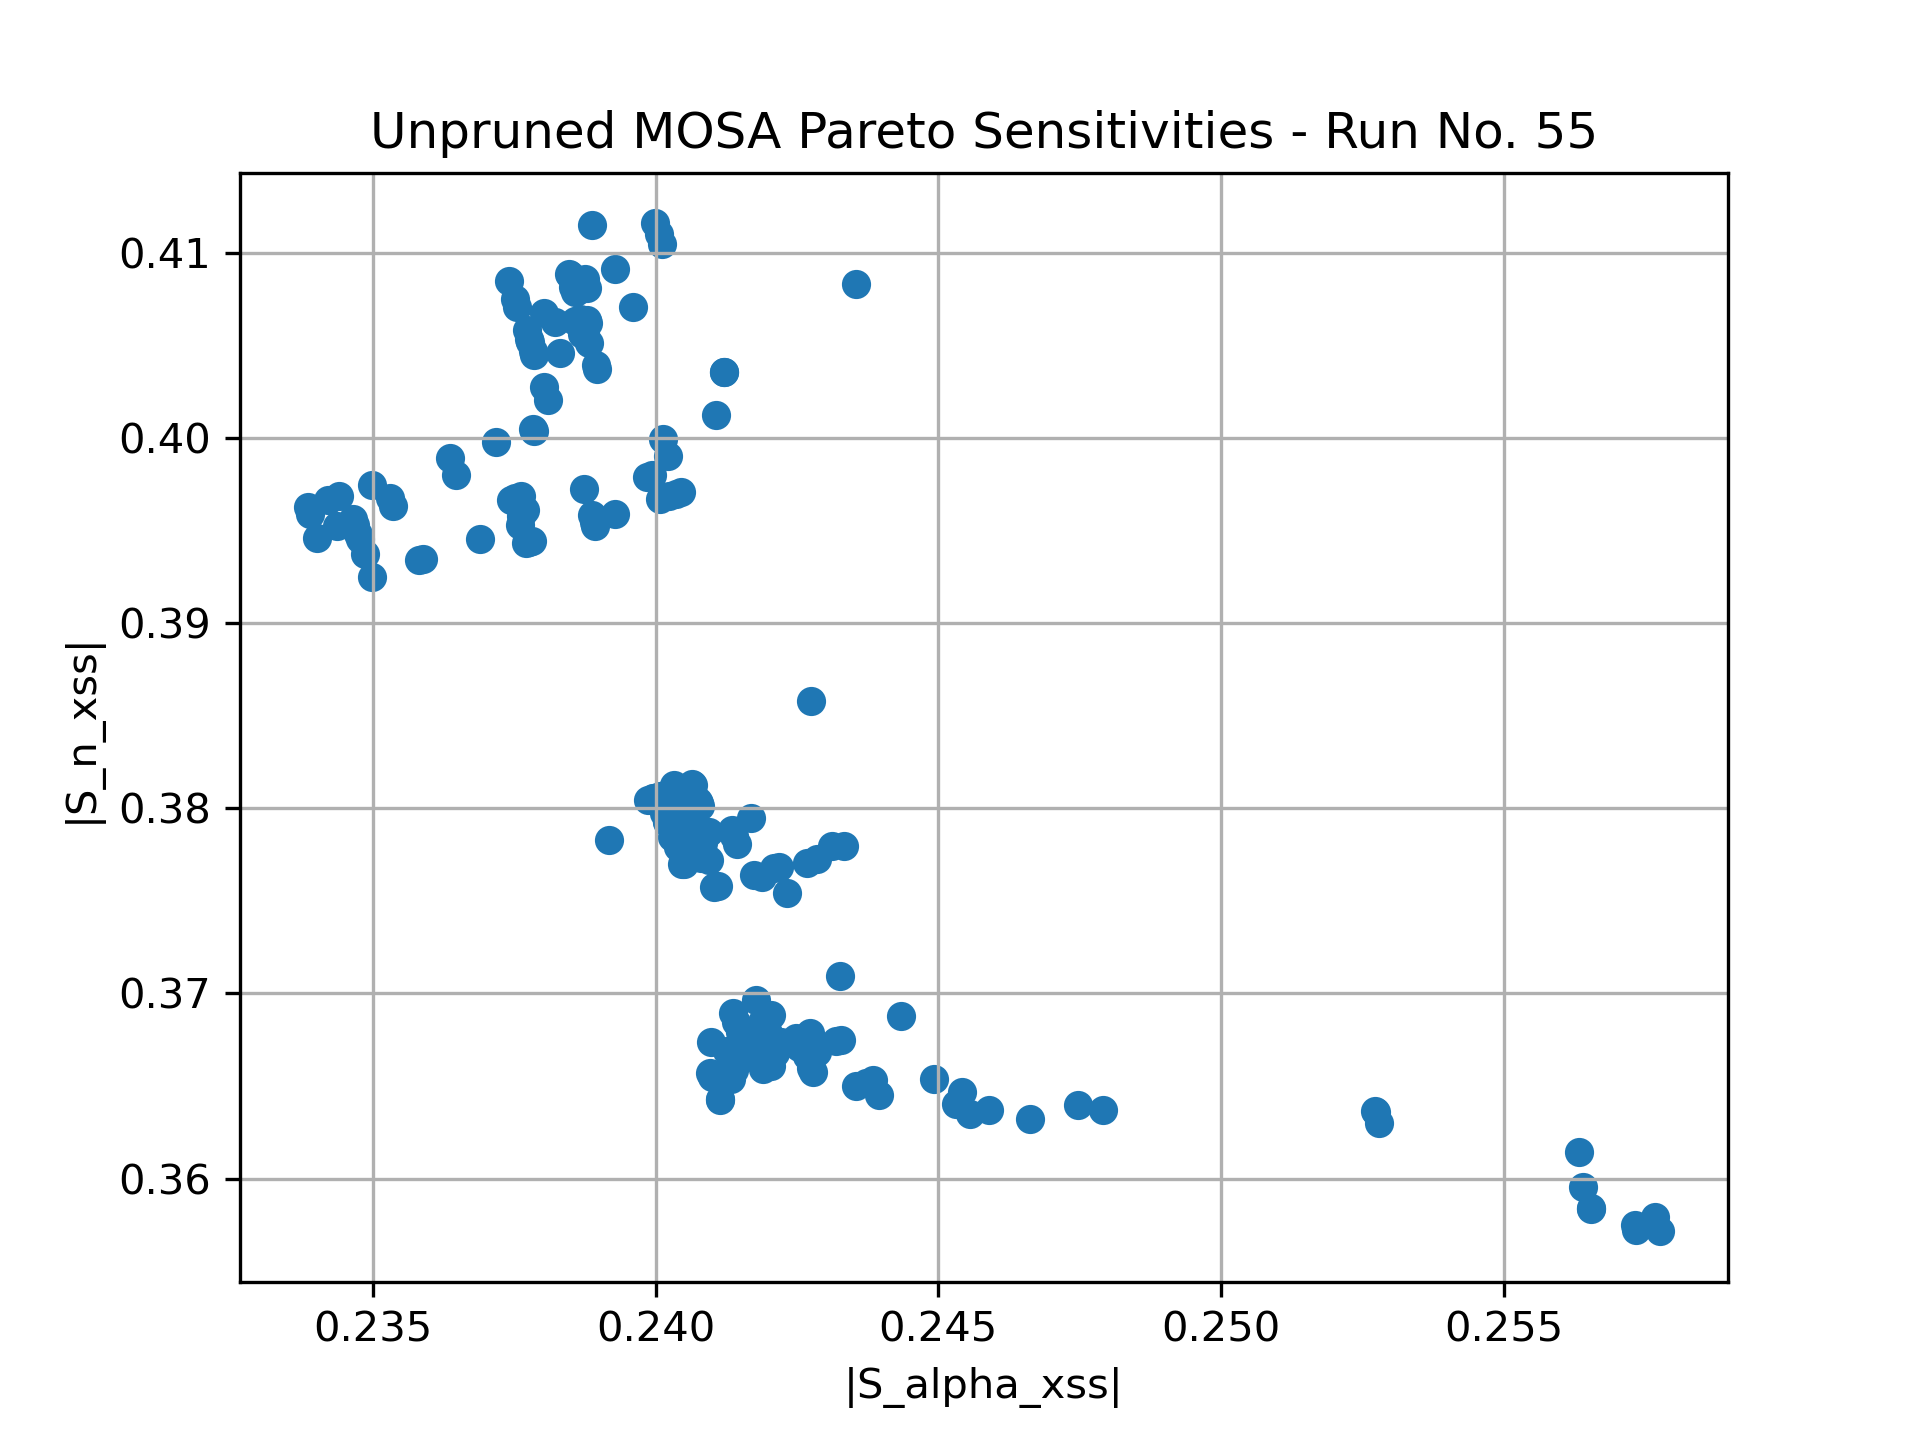 Unpruned MOSA Pareto Sensitivities - Run No. 55
|S_n_xss|
0.41
0.40
0.39
0.38
0.37
0.36
0.235 0.240 0.245 0.250 0.255
|S_alpha_xss|